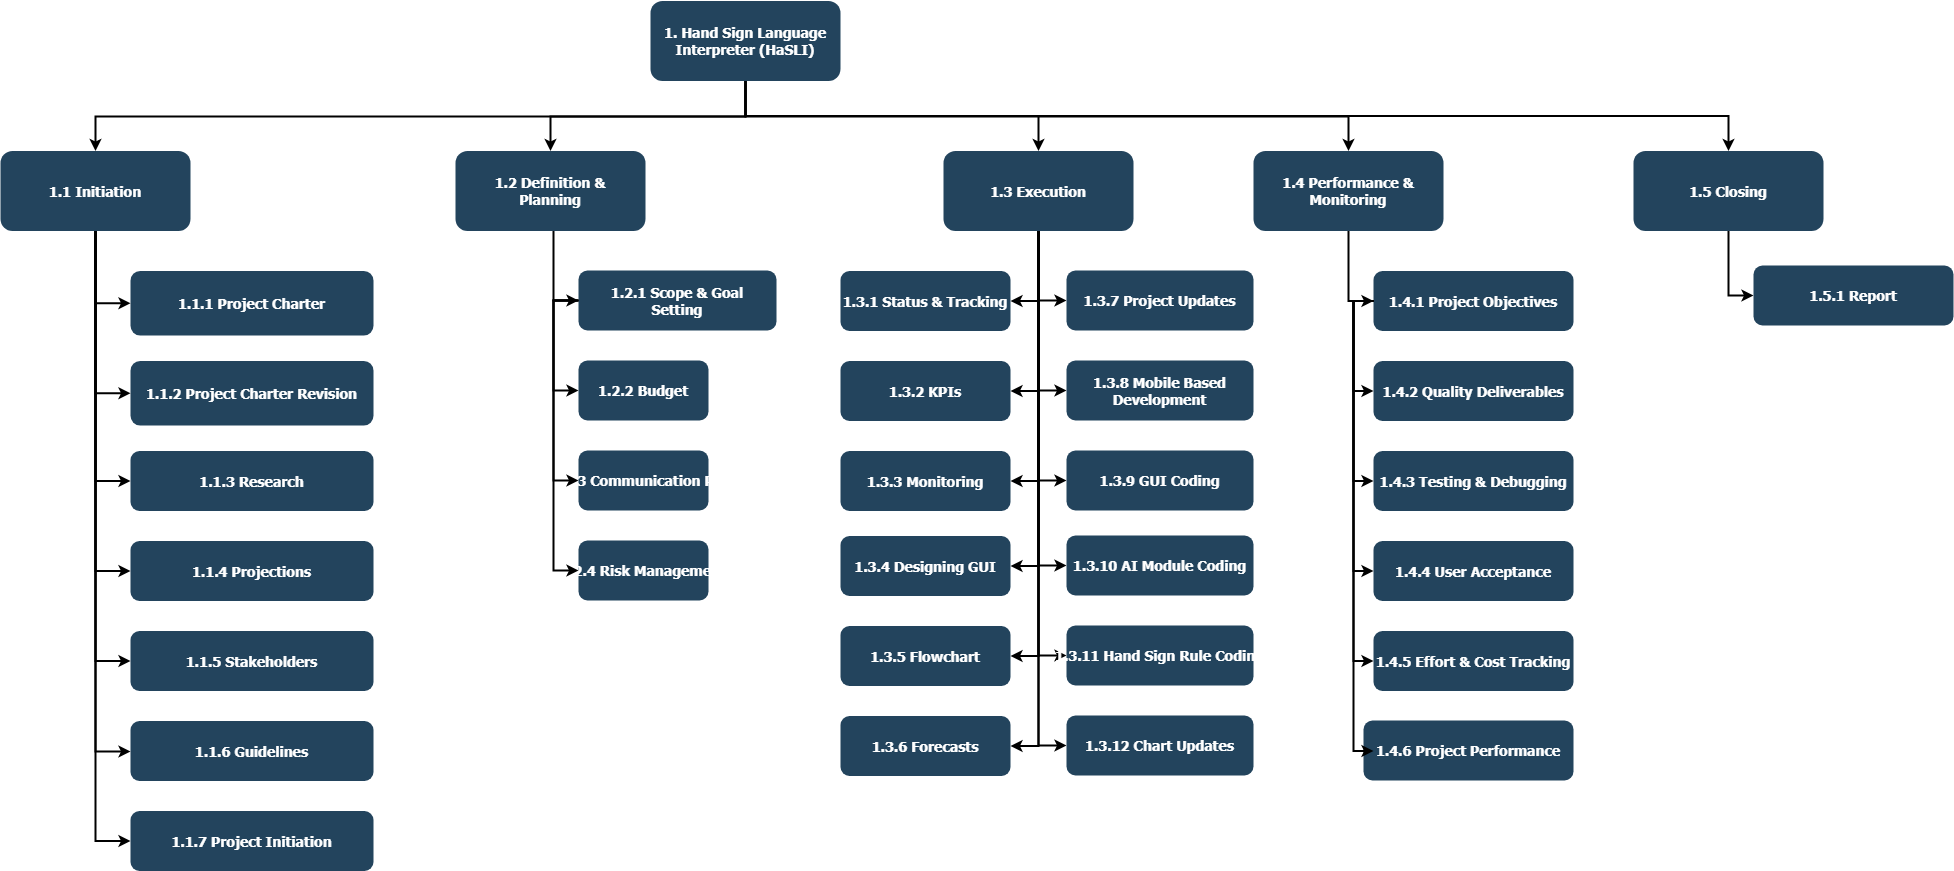 1. Hand Sign Language
Interpreter (HaSLI)
1.1 Initiation
1.2 Definition &
Planning
1.3 Execution
1.4 Performance &
Monitoring
1.5 Closing
1.1.1 Project Charter
1.1.2 Project Charter Revision
1.1.3 Research
1.1.4 Projections
1.1.5 Stakeholders
1.1.6 Guidelines
1.1.7 Project Initiation
1.2.1 Scope & Goal
Setting
1.2.2 Budget
3 Communication
2.4 Risk Manageme
1.3.1 Status & Tracking
1.3.2 KPIs
1.3.3 Monitoring
1.3.4 Designing GUI
1.3.5 Flowchart
1.3.6 Forecasts
1.3.7 Project Updates
1.3.8 Mobile Based
Development
1.3.9 GUI Coding
1.3.10 AI Module Coding
1.3.11 Hand Sign Rule Codin
1.3.12 Chart Updates
1.4.1 Project Objectives
1.4.2 Quality Deliverables
1.4.3 Testing & Debugging
1.4.4 User Acceptance
1.4.5 Effort & Cost Tracking
1.4.6 Project Performance
1.5.1 Report